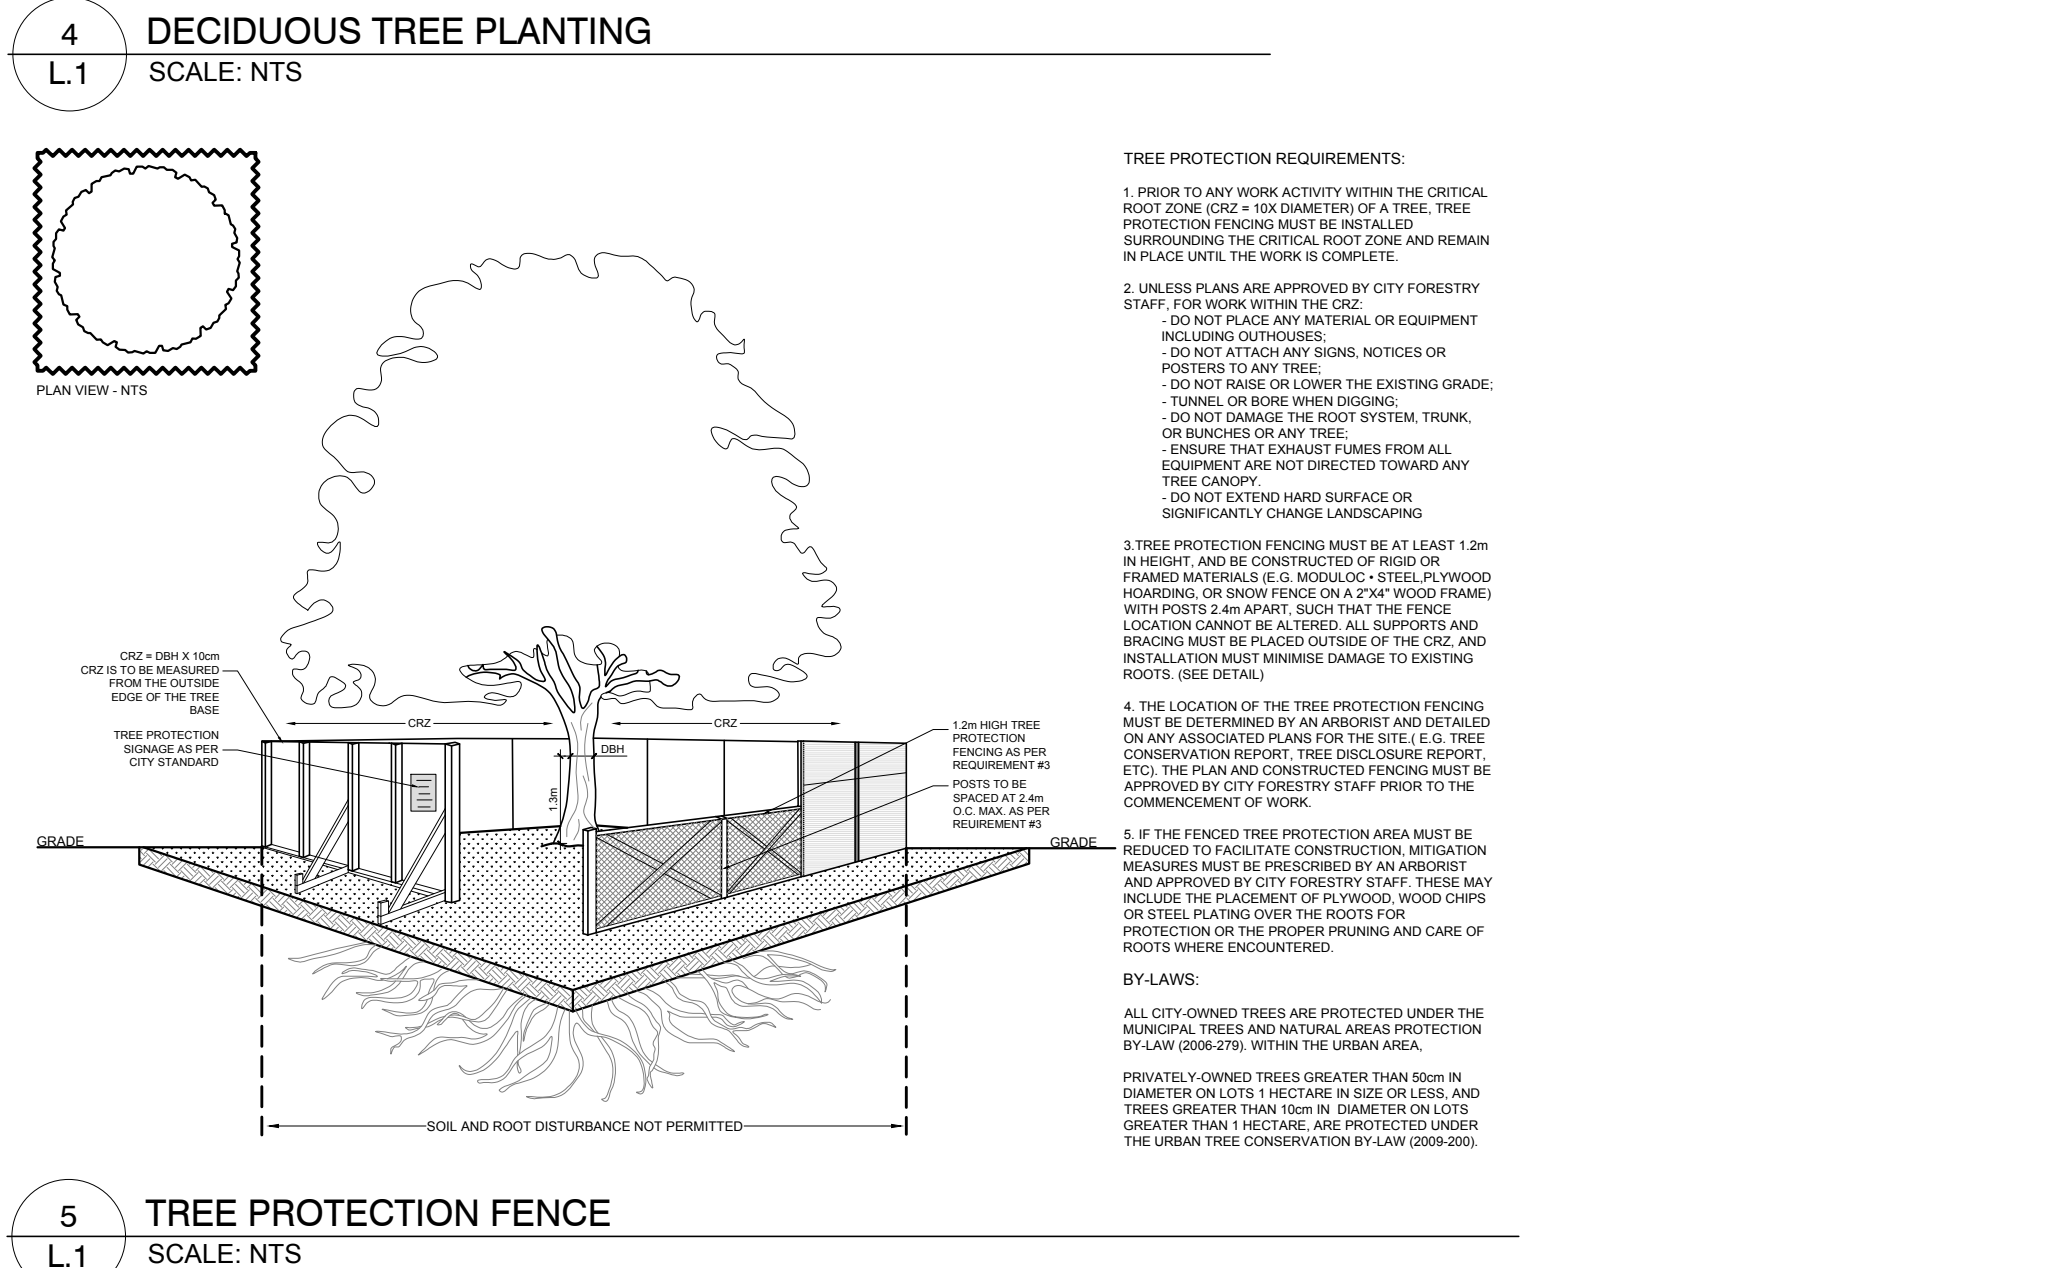 4
L.1
DECIDUOUS TREE PLANTING
SCALE: NTS
PLAN VIEW - NTS
CRZ = DBH X 10cm
CRZ IS TO BE MEASURED
FROM THE OUTSIDE
EDGE OF THE TREE
BASE
TREE PROTECTION
SIGNAGE AS PER
CITY STANDARD
CRZ
CRZ
DBH
1.3m
1.2m HIGH TREE
PROTECTION
FENCING AS PER
REQUIREMENT #3
POSTS TO BE
SPACED AT 2.4m
O.C. MAX. AS PER
REUIREMENT #3
GRADE
GRADE
SOIL AND ROOT DISTURBANCE NOT PERMITTED
TREE PROTECTION REQUIREMENTS:
1. PRIOR TO ANY WORK ACTIVITY WITHIN THE CRITICAL
ROOT ZONE (CRZ = 10X DIAMETER) OF A TREE, TREE
PROTECTION FENCING MUST BE INSTALLED
SURROUNDING THE CRITICAL ROOT ZONE AND REMAIN
IN PLACE UNTIL THE WORK IS COMPLETE.
2. UNLESS PLANS ARE APPROVED BY CITY FORESTRY
STAFF, FOR WORK WITHIN THE CRZ:
- DO NOT PLACE ANY MATERIAL OR EQUIPMENT
INCLUDING OUTHOUSES;
- DO NOT ATTACH ANY SIGNS, NOTICES OR
POSTERS TO ANY TREE;
- DO NOT RAISE OR LOWER THE EXISTING GRADE;
- TUNNEL OR BORE WHEN DIGGING;
- DO NOT DAMAGE THE ROOT SYSTEM, TRUNK,
OR BUNCHES OR ANY TREE;
- ENSURE THAT EXHAUST FUMES FROM ALL
EQUIPMENT ARE NOT DIRECTED TOWARD ANY
TREE CANOPY.
- DO NOT EXTEND HARD SURFACE OR
SIGNIFICANTLY CHANGE LANDSCAPING
3.TREE PROTECTION FENCING MUST BE AT LEAST 1.2m
IN HEIGHT, AND BE CONSTRUCTED OF RIGID OR
FRAMED MATERIALS (E.G. MODULOC • STEEL,PLYWOOD
HOARDING, OR SNOW FENCE ON A 2"X4" WOOD FRAME)
WITH POSTS 2.4m APART, SUCH THAT THE FENCE
LOCATION CANNOT BE ALTERED. ALL SUPPORTS AND
BRACING MUST BE PLACED OUTSIDE OF THE CRZ, AND
INSTALLATION MUST MINIMISE DAMAGE TO EXISTING
ROOTS. (SEE DETAIL)
4. THE LOCATION OF THE TREE PROTECTION FENCING
MUST BE DETERMINED BY AN ARBORIST AND DETAILED
ON ANY ASSOCIATED PLANS FOR THE SITE.( E.G. TREE
CONSERVATION REPORT, TREE DISCLOSURE REPORT,
ETC). THE PLAN AND CONSTRUCTED FENCING MUST BE
APPROVED BY CITY FORESTRY STAFF PRIOR TO THE
COMMENCEMENT OF WORK.
5. IF THE FENCED TREE PROTECTION AREA MUST BE
REDUCED TO FACILITATE CONSTRUCTION, MITIGATION
MEASURES MUST BE PRESCRIBED BY AN ARBORIST
AND APPROVED BY CITY FORESTRY STAFF. THESE MAY
INCLUDE THE PLACEMENT OF PLYWOOD, WOOD CHIPS
OR STEEL PLATING OVER THE ROOTS FOR
PROTECTION OR THE PROPER PRUNING AND CARE OF
ROOTS WHERE ENCOUNTERED.
BY-LAWS:
ALL CITY-OWNED TREES ARE PROTECTED UNDER THE
MUNICIPAL TREES AND NATURAL AREAS PROTECTION
BY-LAW (2006-279). WITHIN THE URBAN AREA,
PRIVATELY-OWNED TREES GREATER THAN 50cm IN
DIAMETER ON LOTS 1 HECTARE IN SIZE OR LESS, AND
TREES GREATER THAN 10cm IN DIAMETER ON LOTS
GREATER THAN 1 HECTARE, ARE PROTECTED UNDER
THE URBAN TREE CONSERVATION BY-LAW (2009-200).
5
L.1
TREE PROTECTION FENCE
SCALE: NTS